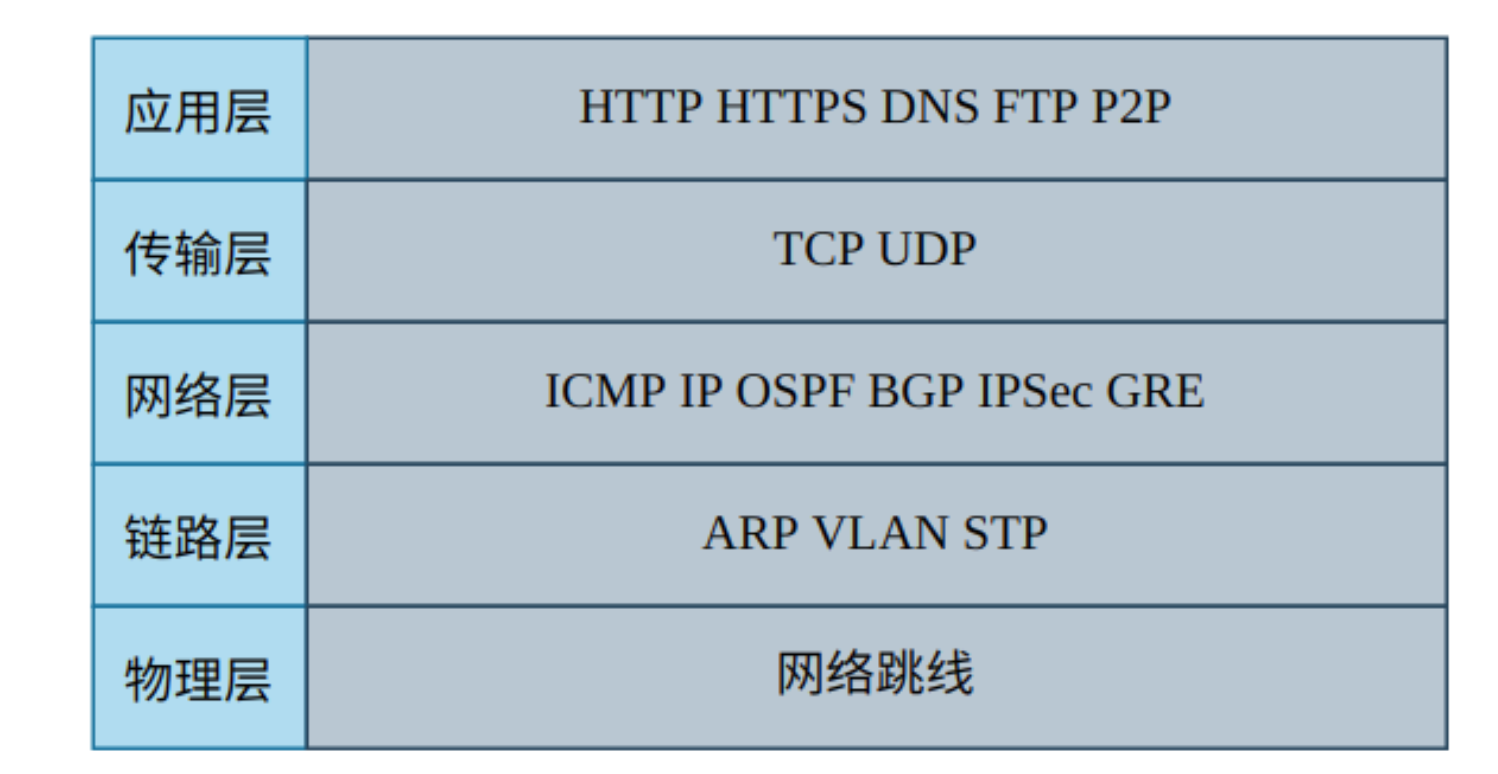 应用层
HTTP HTTPS DNS FTP P2P
传输层
TCP UDP
网络层
ICMP IP OSPF BGP IPSec GRE
链路层
ARP VLAN STP
物理层
网络跳线